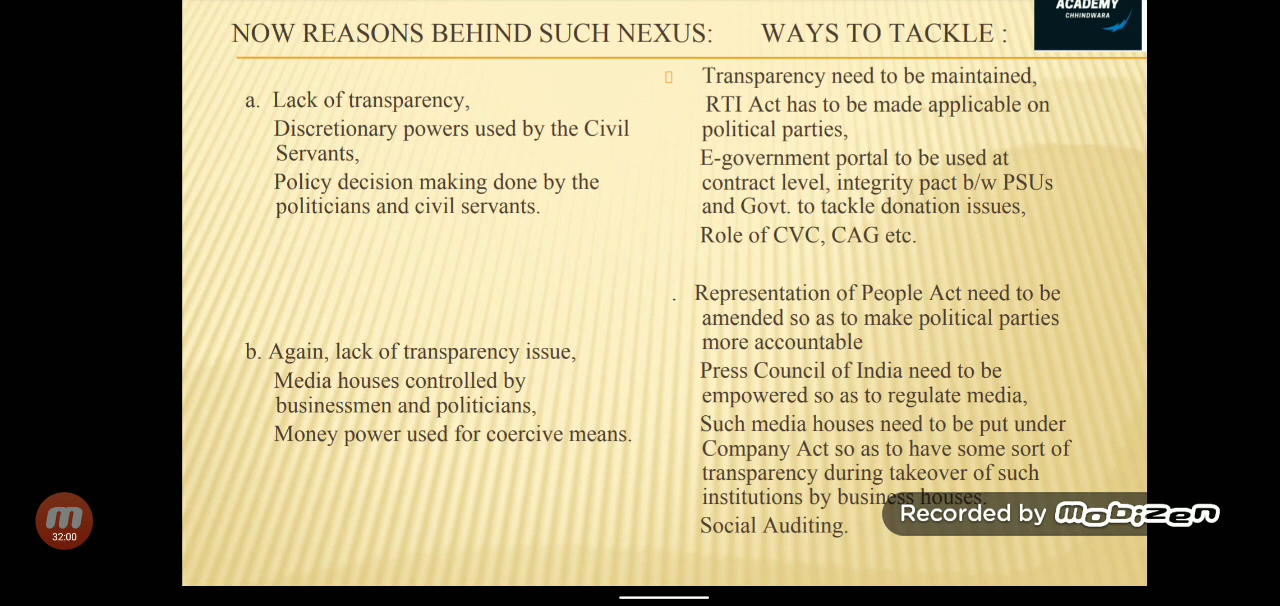 ACADEMY
CHHINDWARA
NOW REASONS BEHIND SUCH NEXUS: WAYS TO TACKLE :
a. Lack of transparency,
Discretionary powers used by the Civil
Servants,
Policy decision making done by the
politicians and civil servants.
b. Again, lack of transparency issue,
Media houses controlled by
businessmen and politicians,
Money power used for coercive means.
Transparency need to be maintained,
RTI Act has to be made applicable on
political parties,
E-government portal to be used at
contract level, integrity pact b/w PSUs
and Govt. to tackle donation issues,
Role of CVC, CAG etc.
. Representation of People Act need to be
amended so as to make political parties
more accountable
Press Council of India need to be
empowered so as to regulate media,
Such media houses need to be put under
Company Act so as to have some sort of
transparency during takeover of such
institutions by business houses.
Social Auditing.
m
32:00
Recorded by mobizen